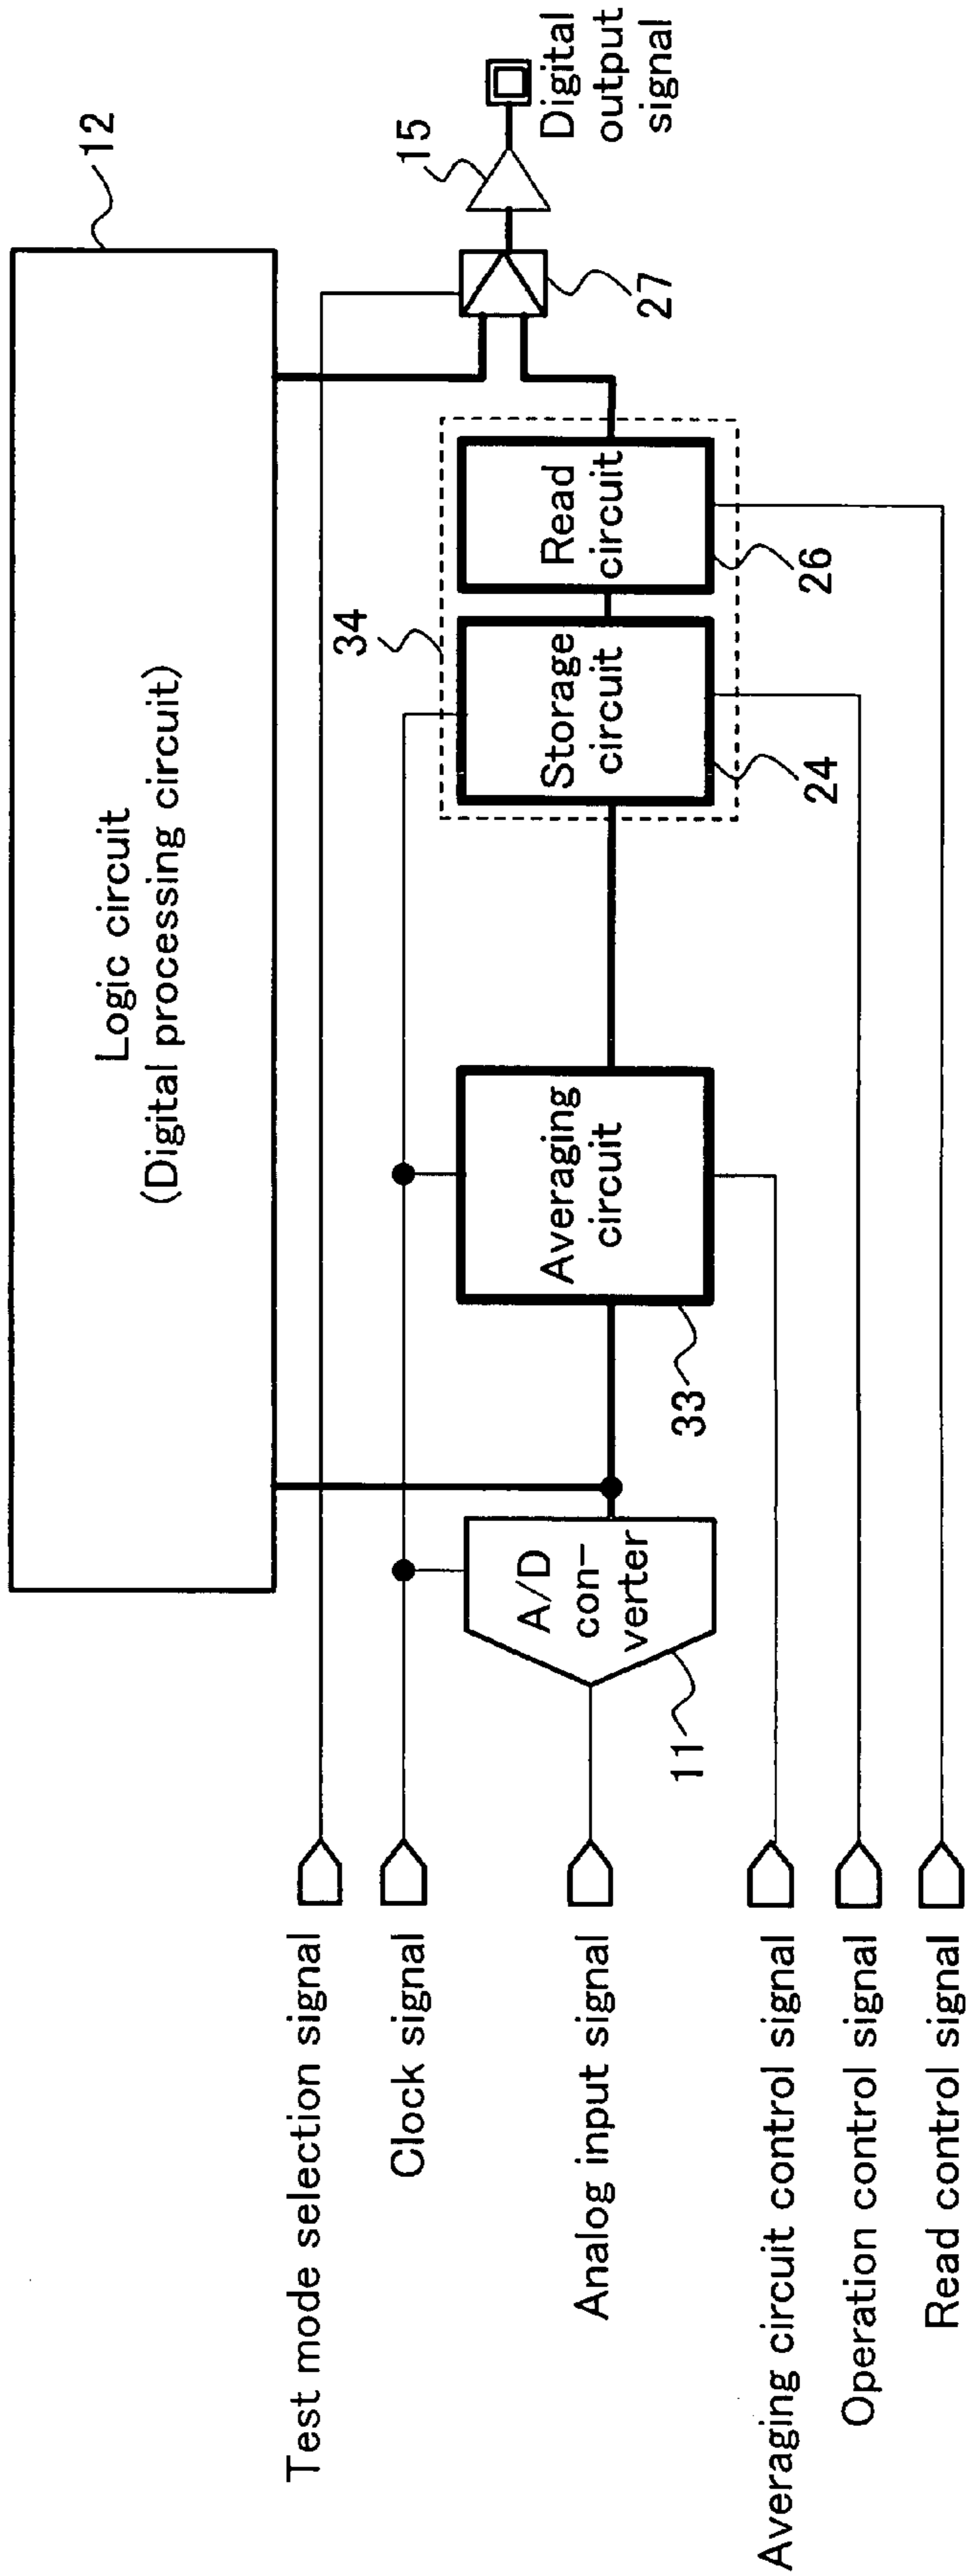 12
Logic circuit
(Digital processing circuit)
15
Digital
output
signal
27
34
Read
circuit
26
Storage
circuit
24
Averaging
circuit
33
A/D
con-
verter
11
Test mode selection signal
Clock signal
Analog input signal
Averaging circuit control signal
Operation control signal
Read control signal